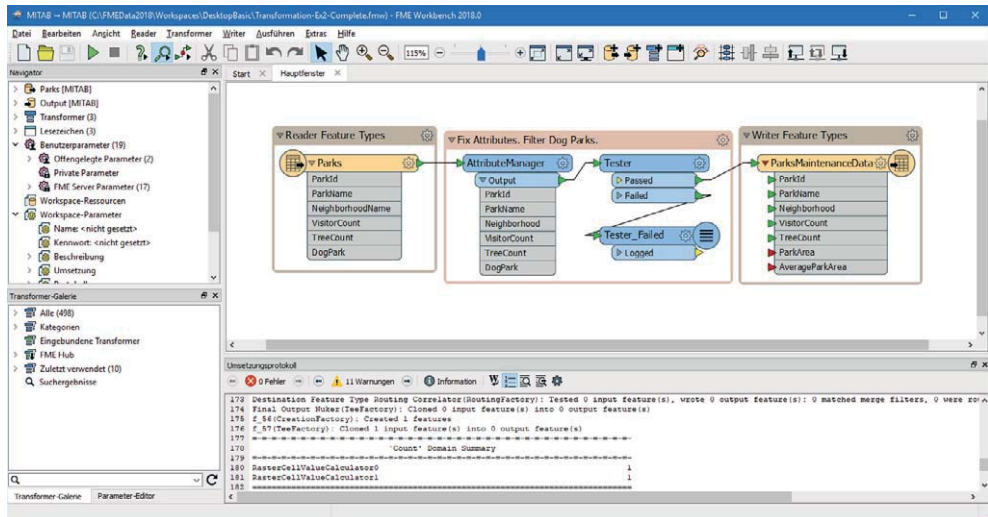 MITAB -- MITAB (C:\FMEData2018\Workspaces\DesktopBasic\Transformation-Ex2-Complete.fmw) - FME Workbench 2018.0
Datei Bearbeiten Ansicht Reader Transformer Writer Ausführen Extras Hilfe
115%
Navigator
Parks [MITAB]
Output [MITAB]
Transformer (3)
Lesezeichen (3)
Benutzerparameter (19)
Offengelegte Parameter (2)
Private Parameter
FME Server Parameter (17)
Workspace-Ressourcen
Workspace-Parameter
Name: <nicht gesetzt>
Kennwort: <nicht gesetzt>
Beschreibung
Umsetzung
Transformer-Galerie
Alle (498)
Kategorien
Eingebundene Transformer
FME Hub
Zuletzt verwendet (10)
Suchergebnisse
Transformer-Galerie Parameter-Editor
Start Hauptfenster
Reader Feature Types
Parks
ParkId
ParkName
NeighborhoodName
VisitorCount
TreeCount
DogPark
Fix Attributes. Filter Dog Parks.
AttributeManager
Output
ParkId
ParkName
Neighborhood
VisitorCount
TreeCount
DogPark
Tester
Passed
Failed
Tester_Failed
Logged
Writer Feature Types
ParksMaintenanceData
ParkId
ParkName
Neighborhood
VisitorCount
TreeCount
ParkArea
AverageParkArea
Umsetzungsprotokoll
0 Fehler 11 Warnungen Information
173 Destination Feature Type Routing Correlator(RoutingFactory): Tested 0 input feature(s), wrote 0 output feature(s): 0 matched merge filters, 0 were
174 Final Output Nuker(TeeFactory): Cloned 0 input feature(s) into 0 output feature(s)
175 f_56(CreationFactory): Created 1 features
176 f_57(TeeFactory): Cloned 1 input feature(s) into 0 output feature(s)
177 =-=-=-=-=-=-=-=-=-=-=-=-=-=-=-=-=-=-=-=-=-=-=-=-=-=-=-=-=-=-=-=-=-=-=-=-
178 'Count' Domain Summary
179 =-=-=-=-=-=-=-=-=-=-=-=-=-=-=-=-=-=-=-=-=-=-=-=-=-=-=-=-=-=-=-=-=-=-=-=-
180 RasterCellValueCalculator0 1
181 RasterCellValueCalculator1 1
182 ==============================================================================